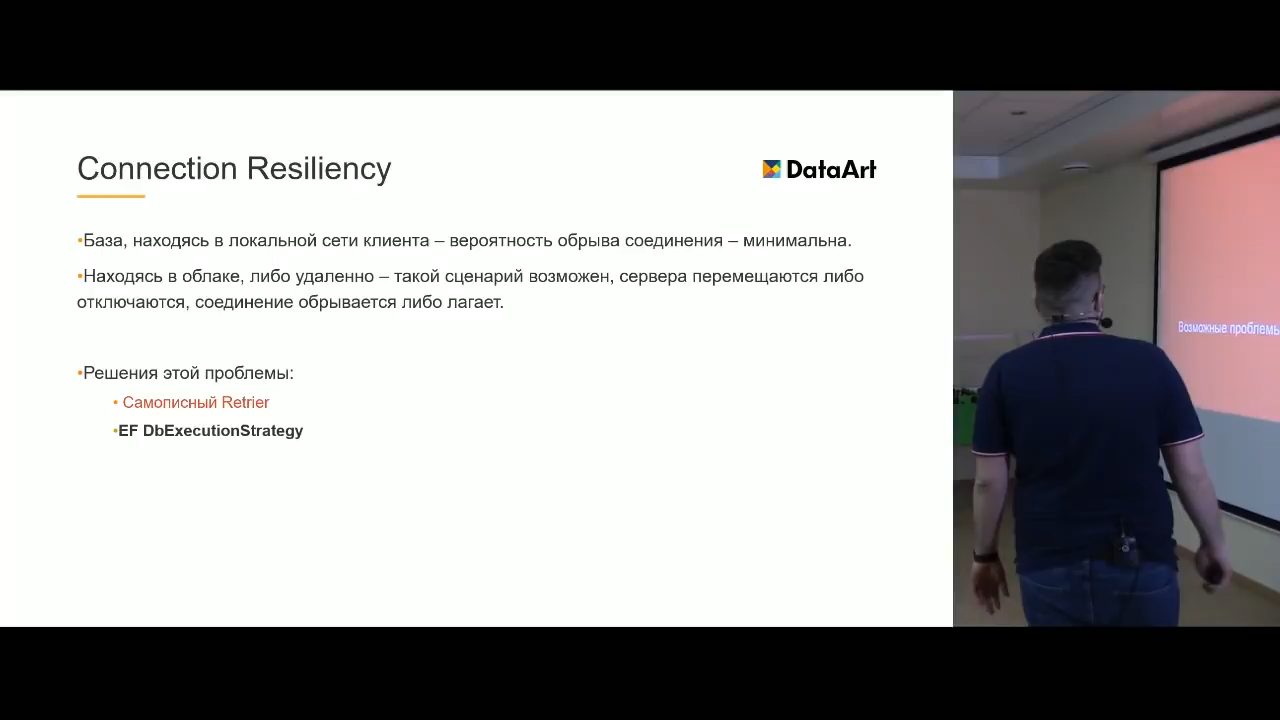 Connection Resiliency
DataArt
•База, находясь в локальной сети клиента – вероятность обрыва соединения – минимальна.
•Находясь в облаке, либо удаленно – такой сценарий возможен, сервера перемещаются либо
отключаются, соединение обрывается либо лагает.
•Решения этой проблемы:
• Самописный Retrier
•EF DbExecutionStrategy
Возможные проблемы